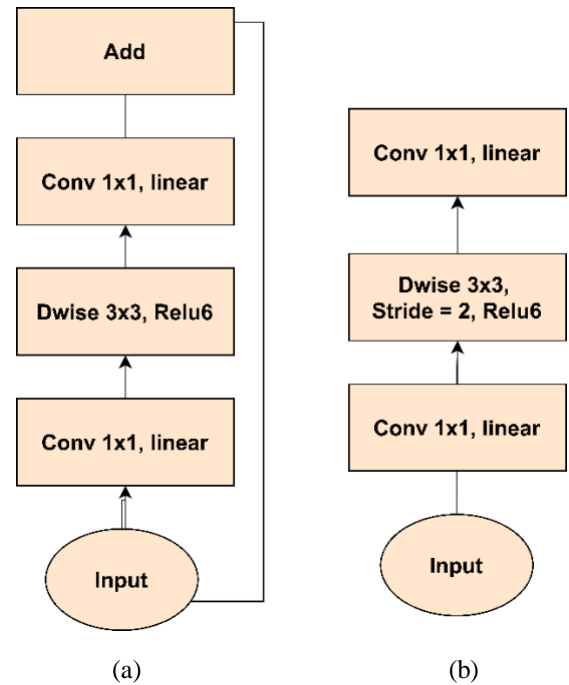 Add
Conv 1x1, linear
Dwise 3x3, Relu6
Conv 1x1, linear
Input
(a)
Conv 1x1, linear
Dwise 3x3,
Stride = 2, Relu6
Conv 1x1, linear
Input
(b)